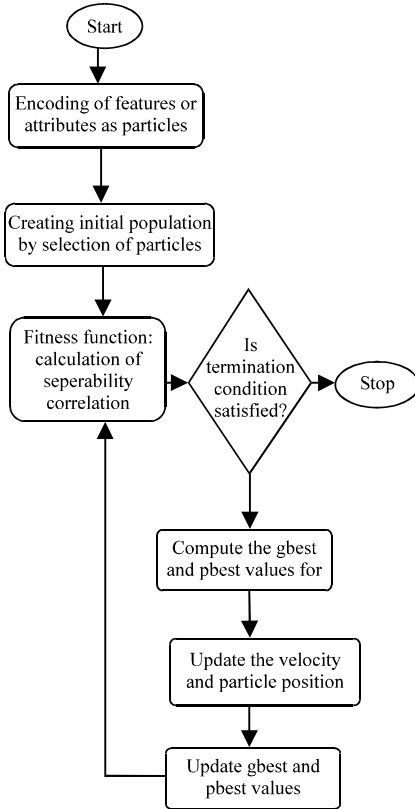 Start
Encoding of features or
attributes as particles
Creating initial population
by selection of particles
Fitness function:
calculation of
seperability
correlation
Is
termination
condition
satisfied?
Stop
Compute the gbest
and pbest values for
Update the velocity
and particle position
Update gbest and
pbest values